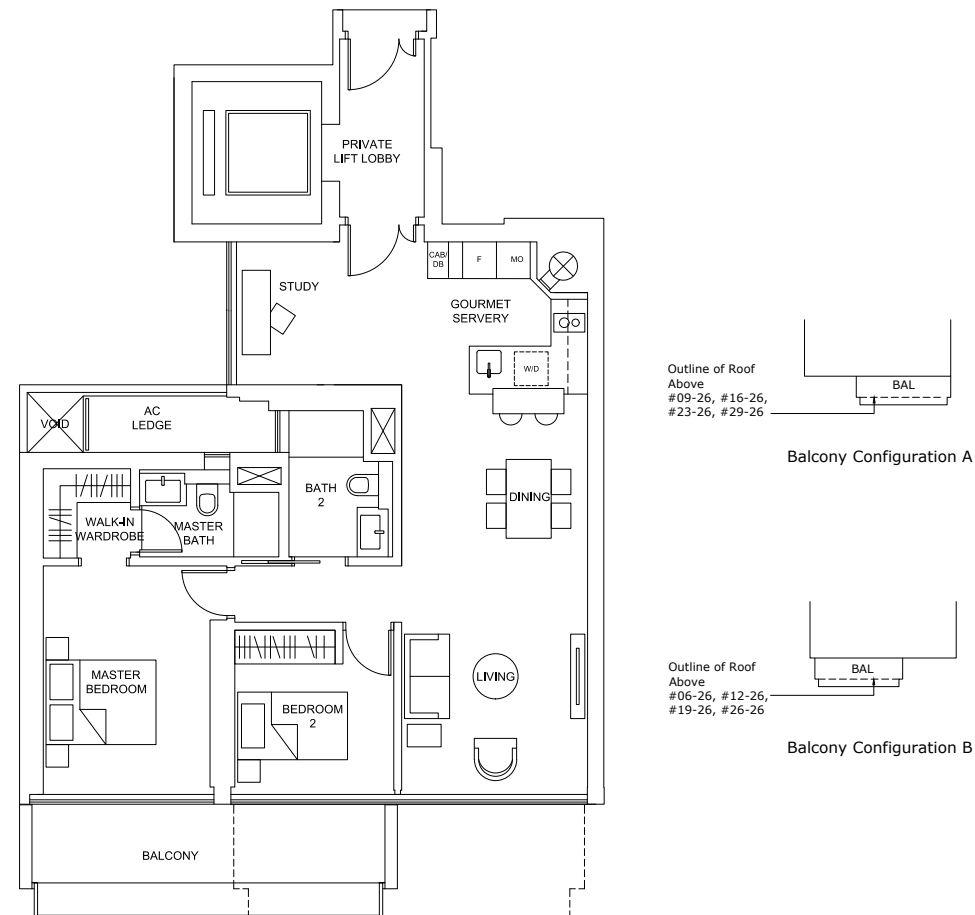 PRIVATE
LIFT LOBBY
CAB/
DB
F
MO
STUDY
GOURMET
SERVERY
W/D
VOID
AC
LEDGE
DINING
BATH
2
WALK-IN
WARDROBE
MASTER
BATH
MASTER
BEDROOM
BEDROOM
2
LIVING
BALCONY
Outline of Roof
Above
#09-26, #16-26,
#23-26, #29-26
BAL
Balcony Configuration A
Outline of Roof
Above
#06-26, #12-26,
#19-26, #26-26
BAL
Balcony Configuration B